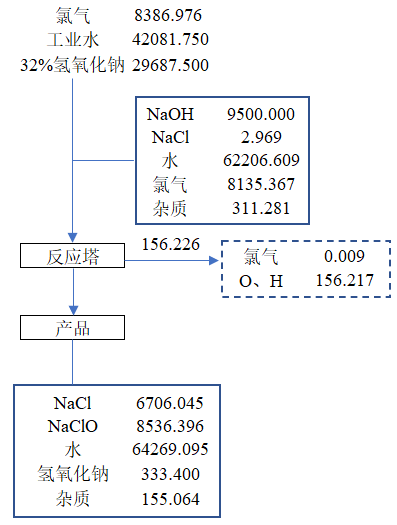 氯气 8386.976
工业水 42081.750
32%氢氧化钠 29687.500
NaOH 9500.000
NaCl 2.969
水 62206.609
氯气 8135.367
杂质 311.281
反应塔
156.226
氯气 0.009
O、H 156.217
产品
NaCl 6706.045
NaClO 8536.396
水 64269.095
氢氧化钠 333.400
杂质 155.064